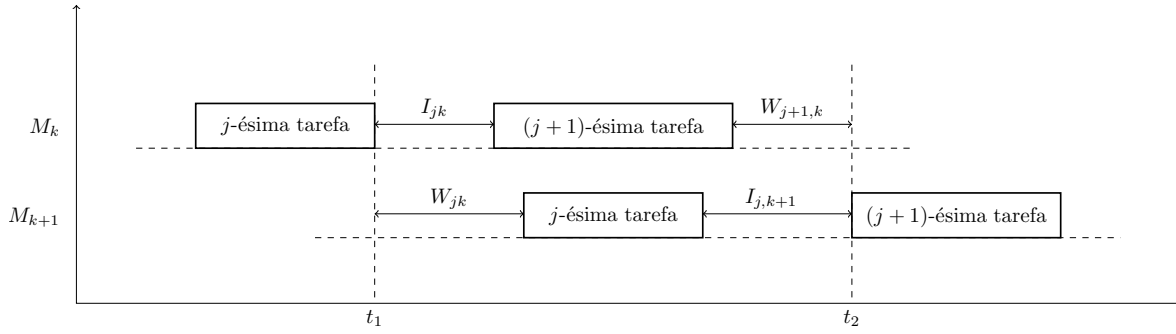 $I_{jk}$ $W_{j+1,k}$
$M_k$ $j$-ésima tarefa $(j+1)$-ésima tarefa
$W_{jk}$ $I_{j,k+1}$
$M_{k+1}$ $j$-ésima tarefa $(j+1)$-ésima tarefa
$t_1$ $t_2$